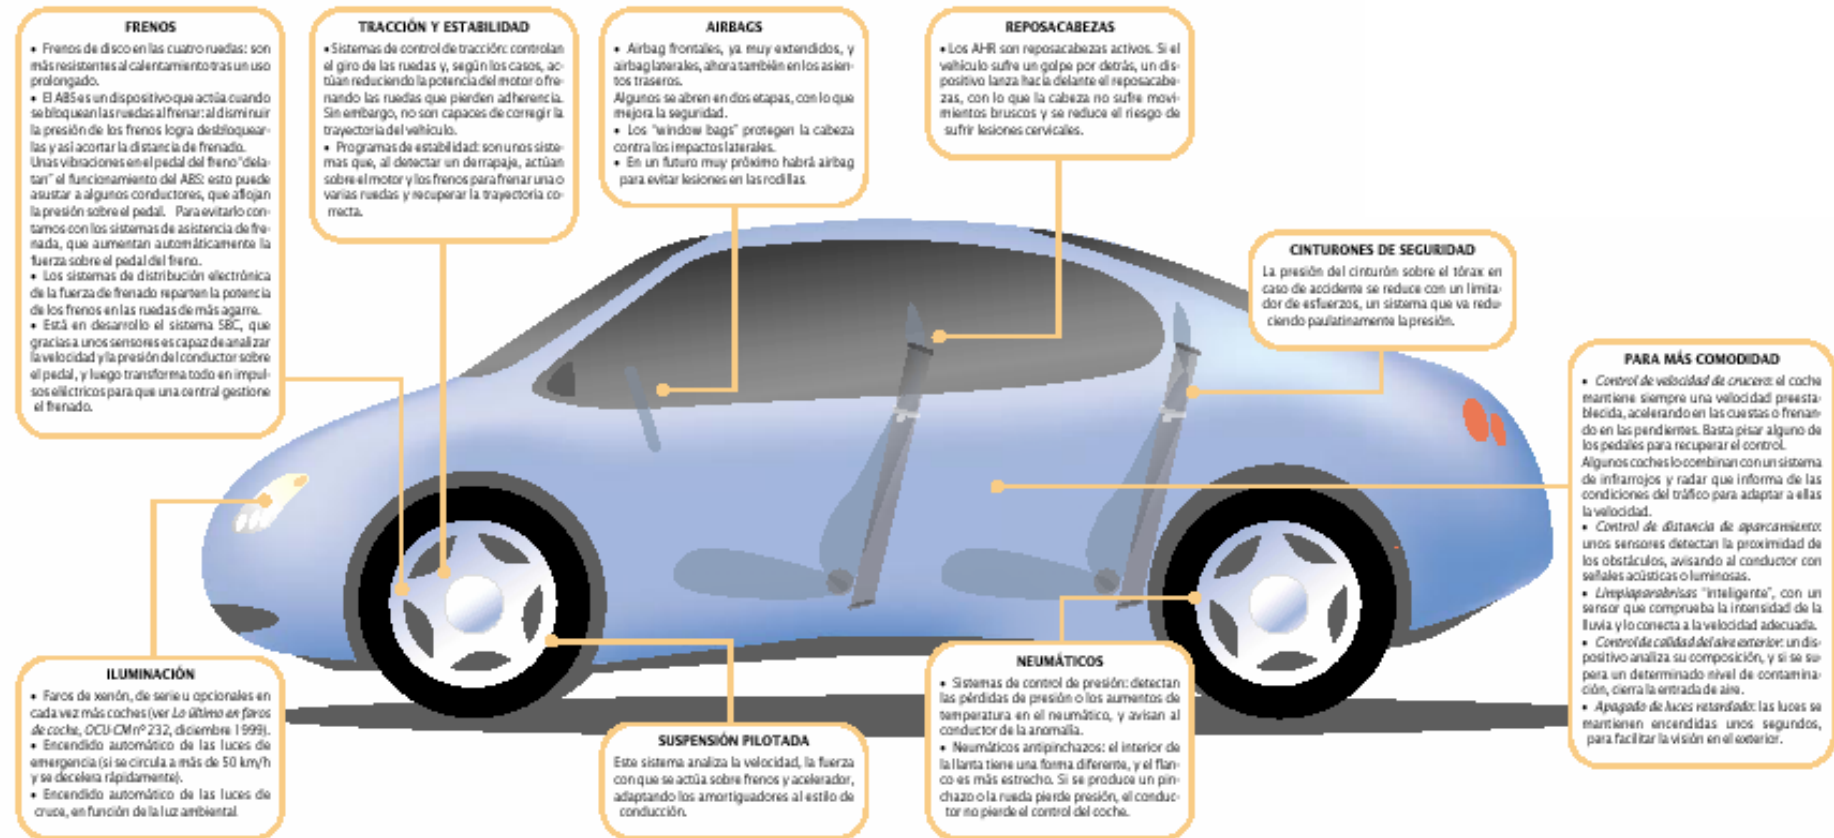 FRENOS
• Frenos de disco en las cuatro ruedas: son
más resistentes al calentamiento tras un uso
prolongado.
• El ABS es un dispositivo que actúa cuando
se bloquean las ruedas al frenar: al disminuir
la presión de los frenos logra desbloquear-
las y así acortar la distancia de frenado.
Unas vibraciones en el pedal del freno "dela-
tan" el funcionamiento del ABS: esto puede
asustar a algunos conductores, que aflojan
la presión sobre el pedal. Para evitarlo con-
tamos con los sistemas de asistencia de fre-
nada, que aumentan automáticamente la
fuerza sobre el pedal del freno.
• Los sistemas de distribución electrónica
de la fuerza de frenado reparten la potencia
de los frenos en las ruedas de más agarre.
• Está en desarrollo el sistema SBC, que
gracias a unos sensores es capaz de analizar
la velocidad y la presión del conductor sobre
el pedal, y luego transforma todo en impul-
sos eléctricos para que una central gestione
el frenado.
TRACCIÓN Y ESTABILIDAD
• Sistemas de control de tracción: controlan
el giro de las ruedas y, según los casos, ac-
túan reduciendo la potencia del motor o fre-
nando las ruedas que pierden adherencia.
Sin embargo, no son capaces de corregir la
trayectoria del vehículo.
• Programas de estabilidad: son unos siste-
mas que, al detectar un derrapaje, actúan
sobre el motor y los frenos para frenar una o
varias ruedas y recuperar la trayectoria co-
rrecta.
AIRBAGS
• Airbag frontales, ya muy extendidos, y
airbag laterales, ahora también en los asien-
tos traseros.
Algunos se abren en dos etapas, con lo que
mejora la seguridad.
• Los "window bags" protegen la cabeza
contra los impactos laterales.
• En un futuro muy próximo habrá airbag
para evitar lesiones en las rodillas.
REPOSACABEZAS
• Los AHR son reposacabezas activos. Si el
vehículo sufre un golpe por detrás, un dis-
positivo lanza hacia delante el reposacabe-
zas, con lo que la cabeza no sufre movi-
mientos bruscos y se reduce el riesgo de
sufrir lesiones cervicales.
CINTURONES DE SEGURIDAD
La presión del cinturón sobre el tórax en
caso de accidente se reduce con un limita-
dor de esfuerzos, un sistema que va redu-
ciendo paulatinamente la presión.
PARA MÁS COMODIDAD
• Control de velocidad de crucero: el coche
mantiene siempre una velocidad preesta-
blecida, acelerando en las cuestas o frenan-
do en las pendientes. Basta pisar alguno de
los pedales para recuperar el control.
Algunos coches lo combinan con un sistema
de infrarrojos y radar que informa de las
condiciones del tráfico para adaptar a ellas
la velocidad.
• Control de distancia de aparcamiento:
unos sensores detectan la proximidad de
los obstáculos, avisando al conductor con
señales acústicas o luminosas.
• Limpiaparabrisas "inteligente", con un
sensor que comprueba la intensidad de la
lluvia y lo conecta a la velocidad adecuada.
• Control de calidad del aire exterior: un dis-
positivo analiza su composición, y si se su-
pera un determinado nivel de contamina-
ción, cierra la entrada de aire.
• Apagado de luces retardado: las luces se
mantienen encendidas unos segundos,
para facilitar la visión en el exterior.
ILUMINACIÓN
• Faros de xenón, de serie u opcionales en
cada vez más coches (ver Lo último en faros
de coche, OCU-CM nº 232, diciembre 1999).
• Encendido automático de las luces de
emergencia (si se circula a más de 50 km/h
y se decelera rápidamente).
• Encendido automático de las luces de
cruce, en función de la luz ambiental
SUSPENSIÓN PILOTADA
Este sistema analiza la velocidad, la fuerza
con que se actúa sobre frenos y acelerador,
adaptando los amortiguadores al estilo de
conducción.
NEUMÁTICOS
• Sistemas de control de presión: detectan
las pérdidas de presión o los aumentos de
temperatura en el neumático, y avisan al
conductor de la anomalía.
• Neumáticos antipinchazos: el interior de
la llanta tiene una forma diferente, y el flan-
co es más estrecho. Si se produce un pin-
chazo o la rueda pierde presión, el conduc-
tor no pierde el control del coche.